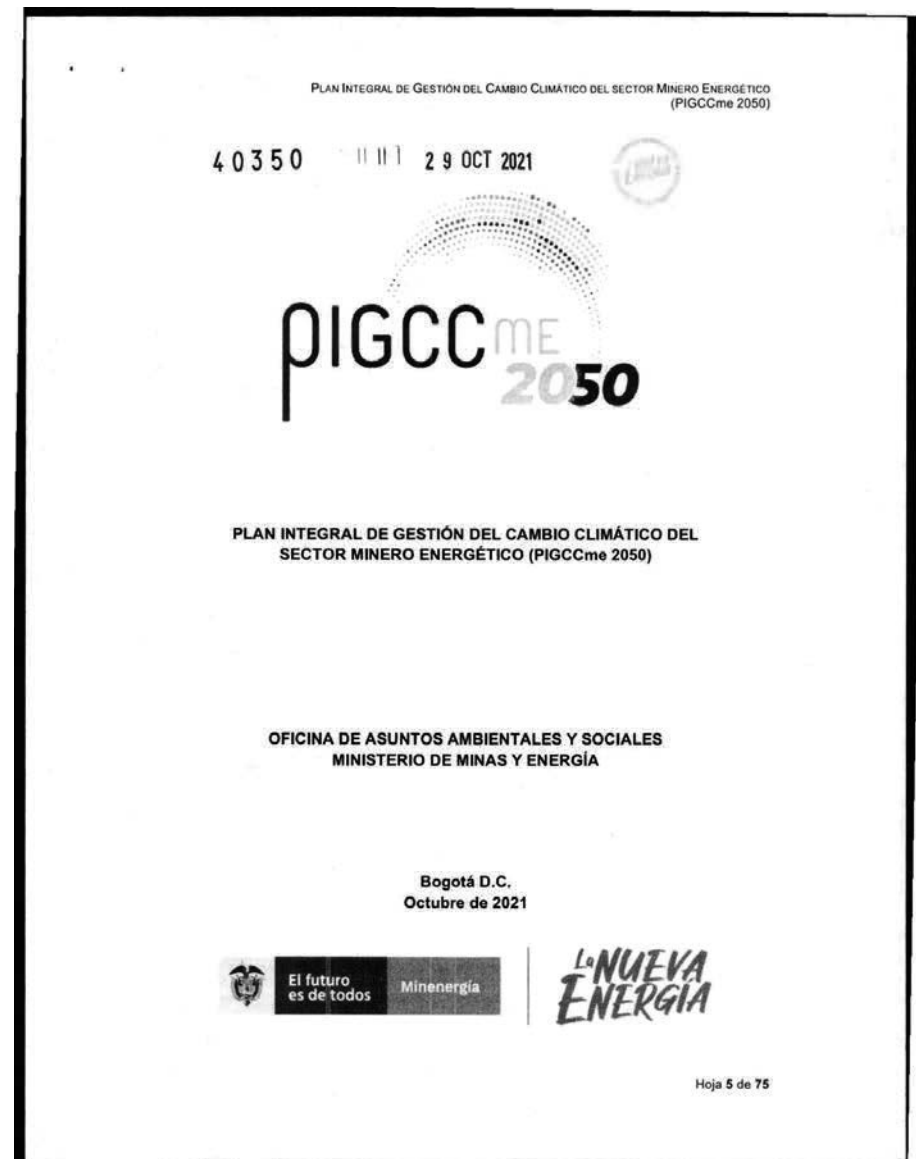 PLAN INTEGRAL DE GESTIÓN DEL CAMBIO CLIMÁTICO DEL SECTOR MINERO ENERGÉTICO
(PIGCCme 2050)
40350 29 OCT 2021
PIGCC ME
2050
PLAN INTEGRAL DE GESTIÓN DEL CAMBIO CLIMÁTICO DEL
SECTOR MINERO ENERGÉTICO (PIGCCme 2050)
OFICINA DE ASUNTOS AMBIENTALES Y SOCIALES
MINISTERIO DE MINAS Y ENERGÍA
Bogotá D.C.
Octubre de 2021
El futuro
es de todos
Minenergía
La NUEVA
ENERGÍA
Hoja 5 de 75